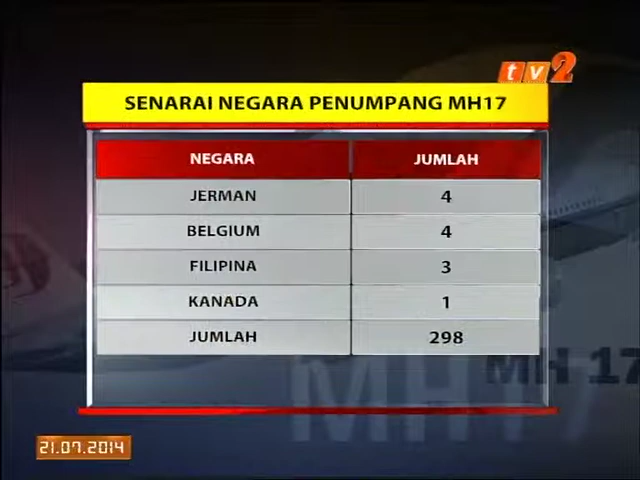 tv2
SENARAI NEGARA PENUMPANG MH17
NEGARA JUMLAH
JERMAN 4
BELGIUM 4
FILIPINA 3
KANADA 1
JUMLAH 298
MH 17
MH17
21.07.2014